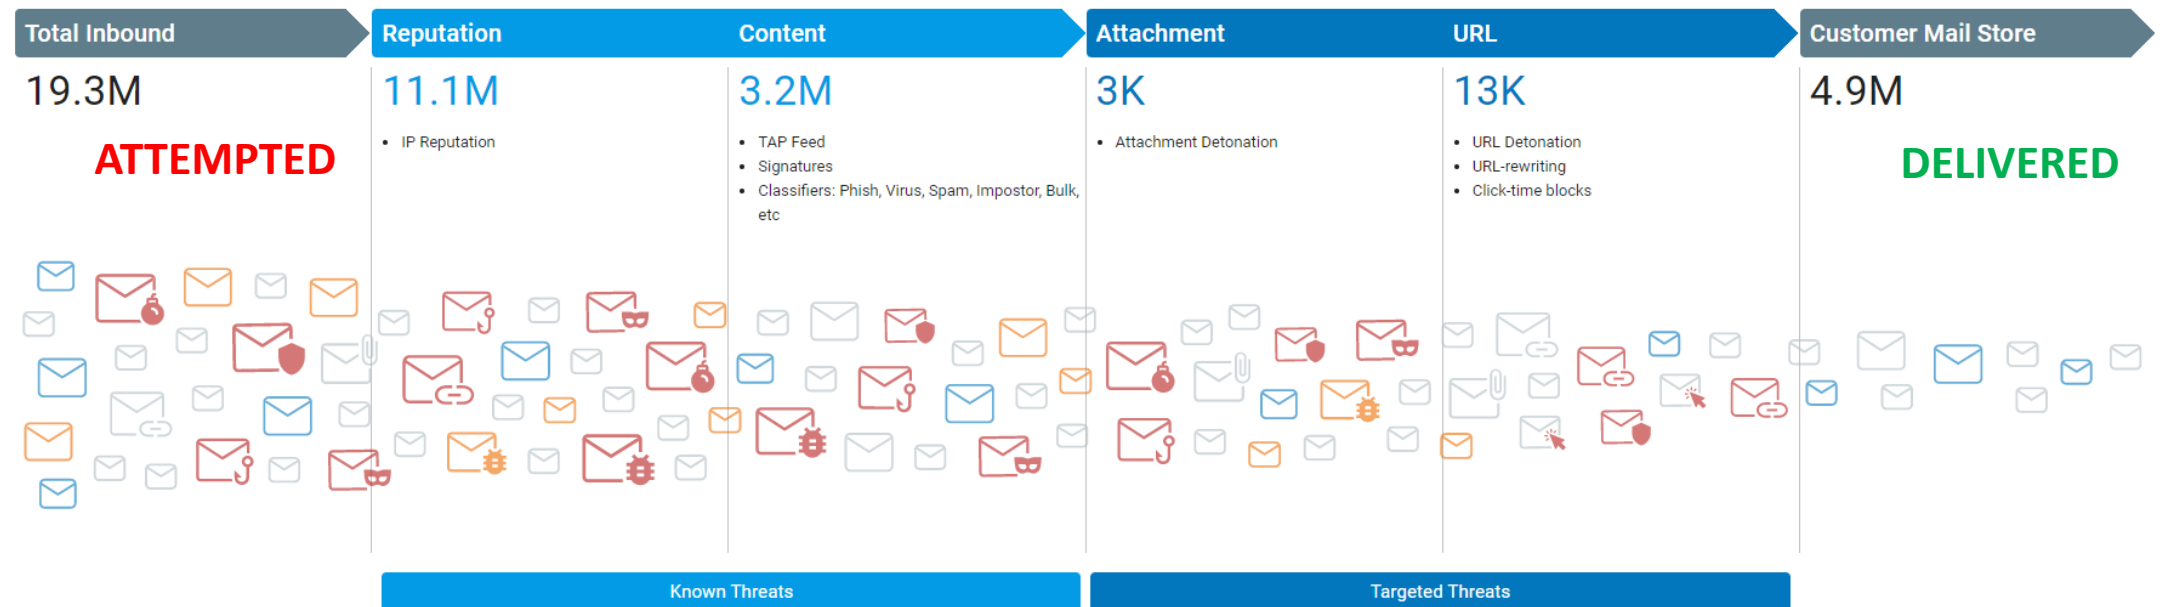 Total Inbound
Reputation
Content
Attachment
URL
Customer Mail Store
19.3M
11.1M
3.2M
3K
13K
4.9M
ATTEMPTED
• IP Reputation
• TAP Feed
• Signatures
• Classifiers: Phish, Virus, Spam, Impostor, Bulk,
etc
• Attachment Detonation
• URL Detonation
• URL-rewriting
• Click-time blocks
DELIVERED
Known Threats
Targeted Threats